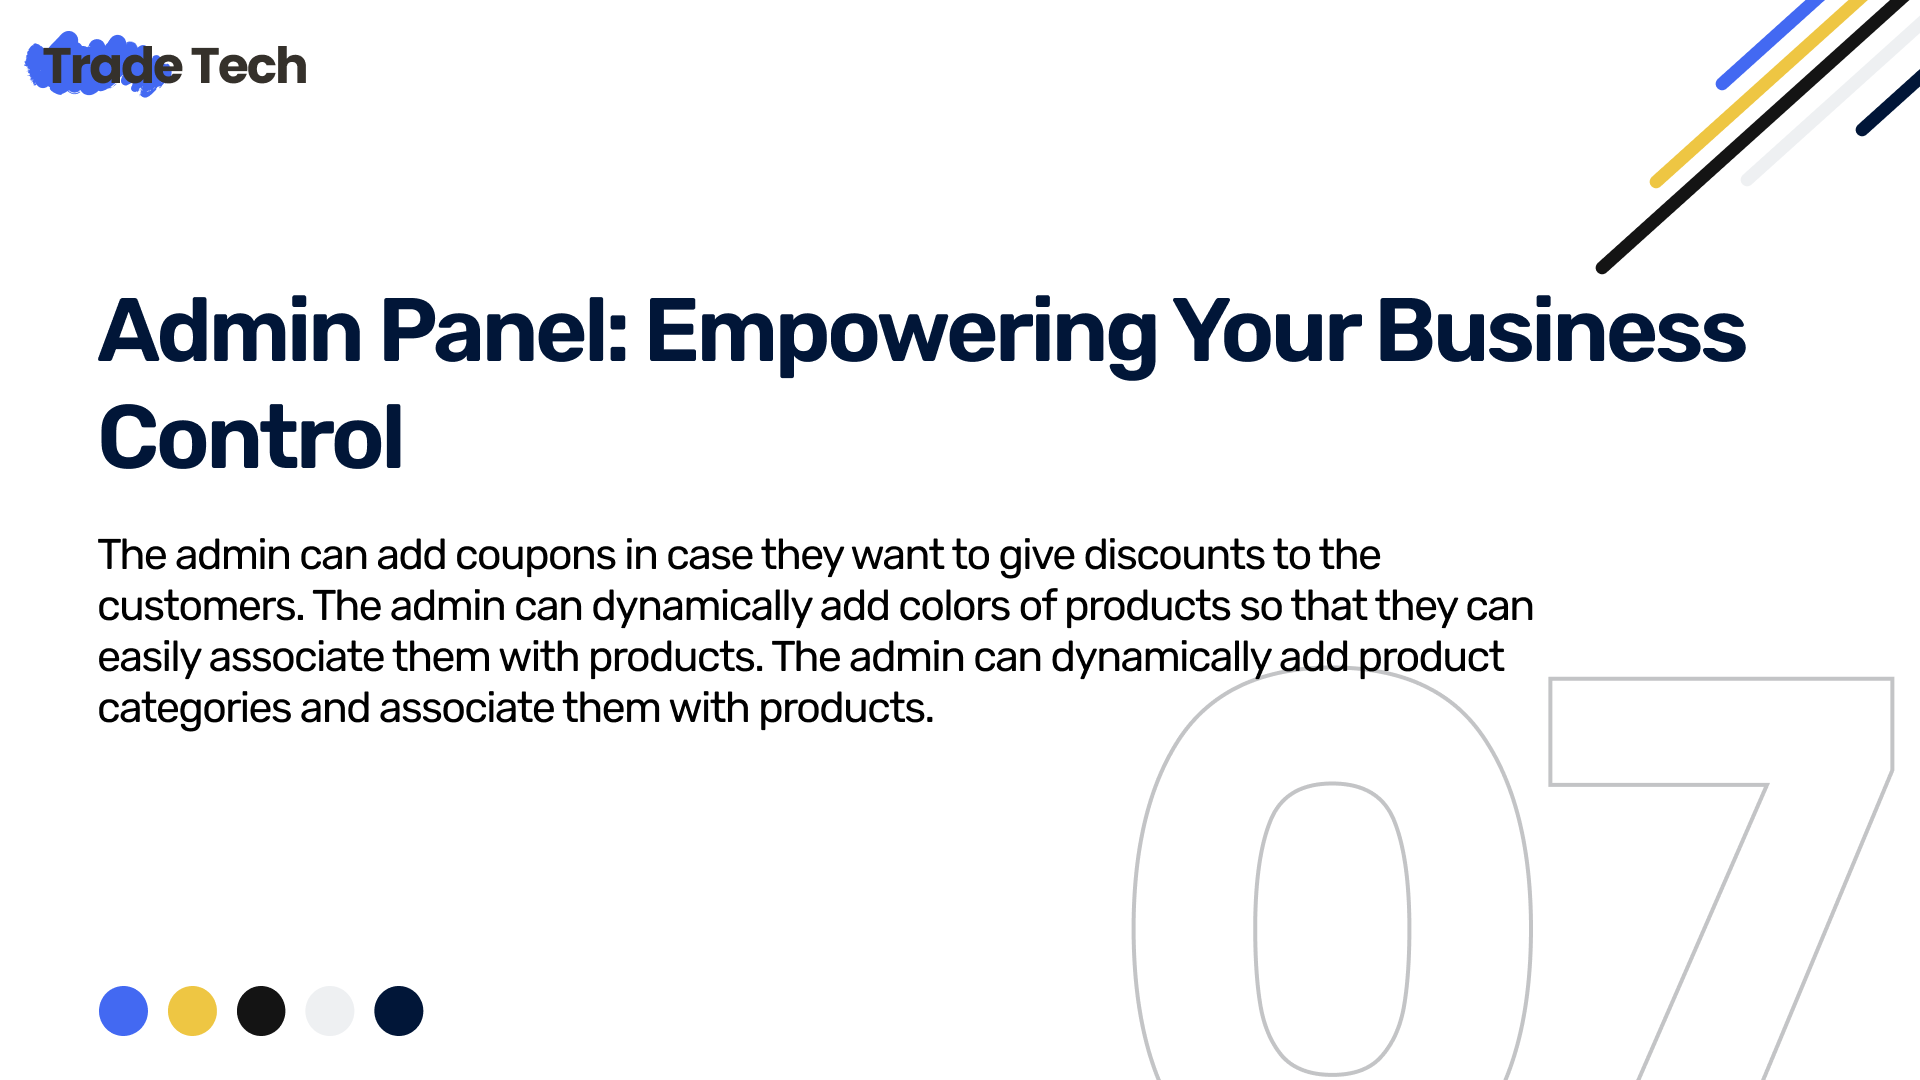 Trade Tech
Admin Panel: Empowering Your Business
Control
The admin can add coupons in case they want to give discounts to the
customers. The admin can dynamically add colors of products so that they can
easily associate them with products. The admin can dynamically add product
categories and associate them with products.
07